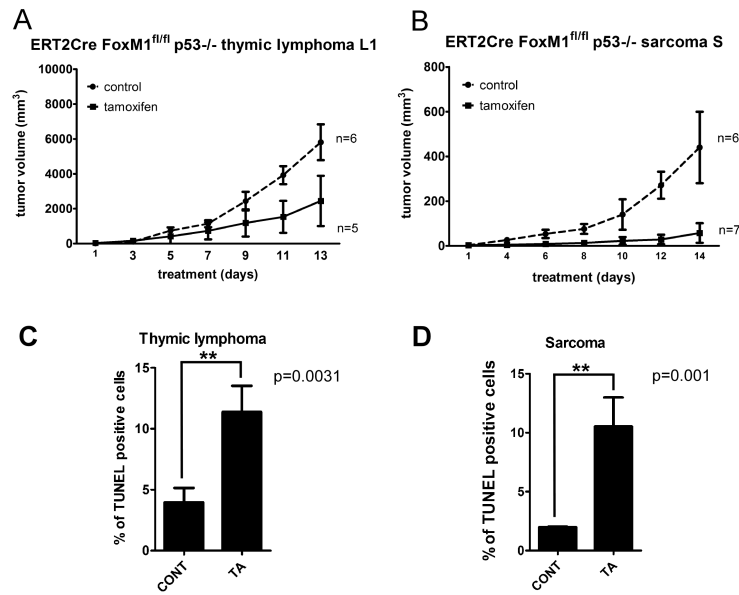 A
ERT2Cre FoxM1fl/fl p53-/- thymic lymphoma L1
10000
8000
6000
4000
2000
0
tumor volume (mm3)
control
tamoxifen
n=6
n=5
1 3 5 7 9 11 13
treatment (days)
B
ERT2Cre FoxM1fl/fl p53-/- sarcoma S
800
600
400
200
0
tumor volume (mm3)
control
tamoxifen
n=6
n=7
1 4 6 8 10 12 14
treatment (days)
C
Thymic lymphoma
**
p=0.0031
15
10
5
0
% of TUNEL positive cells
CONT TA
D
Sarcoma
**
p=0.001
15
10
5
0
% of TUNEL positive cells
CONT TA